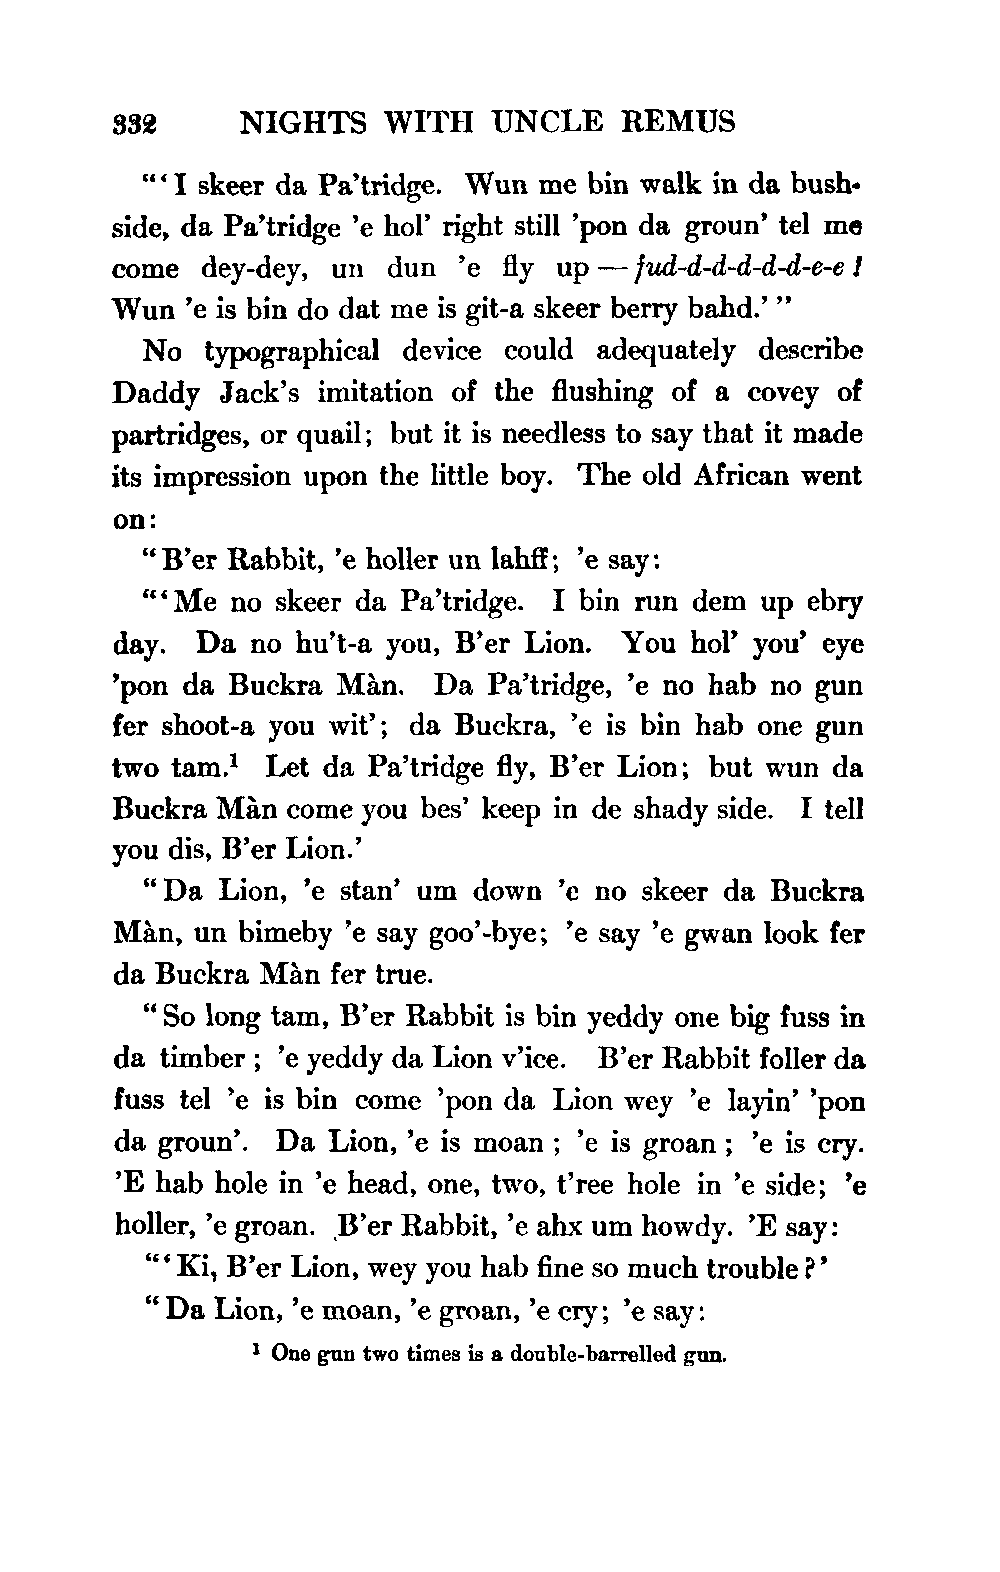 332 NIGHTS WITH UNCLE REMUS
"'I skeer da Pa'tridge. Wun me bin walk in da bush-
side, da Pa'tridge 'e hol' right still 'pon da groun' tel me
come dey-dey, un dun 'e fly up — fud-d-d-d-d-d-e-e!
Wun 'e is bin do dat me is git-a skeer berry bahd.'"
No typographical device could adequately describe
Daddy Jack's imitation of the flushing of a covey of
partridges, or quail; but it is needless to say that it made
its impression upon the little boy. The old African went
on:
"B'er Rabbit, 'e holler un lahff; 'e say:
"'Me no skeer da Pa'tridge. I bin run dem up ebry
day. Da no hu't-a you, B'er Lion. You hol' you' eye
'pon da Buckra Màn. Da Pa'tridge, 'e no hab no gun
fer shoot-a you wit'; da Buckra, 'e is bin hab one gun
two tam.¹ Let da Pa'tridge fly, B'er Lion; but wun da
Buckra Màn come you bes' keep in de shady side. I tell
you dis, B'er Lion.'
"Da Lion, 'e stan' um down 'e no skeer da Buckra
Màn, un bimeby 'e say goo'-bye; 'e say 'e gwan look fer
da Buckra Màn fer true.
"So long tam, B'er Rabbit is bin yeddy one big fuss in
da timber; 'e yeddy da Lion v'ice. B'er Rabbit foller da
fuss tel 'e is bin come 'pon da Lion wey 'e layin' 'pon
da groun'. Da Lion, 'e is moan; 'e is groan; 'e is cry.
'E hab hole in 'e head, one, two, t'ree hole in 'e side; 'e
holler, 'e groan. B'er Rabbit, 'e ahx um howdy. 'E say:
"'Ki, B'er Lion, wey you hab fine so much trouble?'
"Da Lion, 'e moan, 'e groan, 'e cry; 'e say:
¹ One gun two times is a double-barrelled gun.